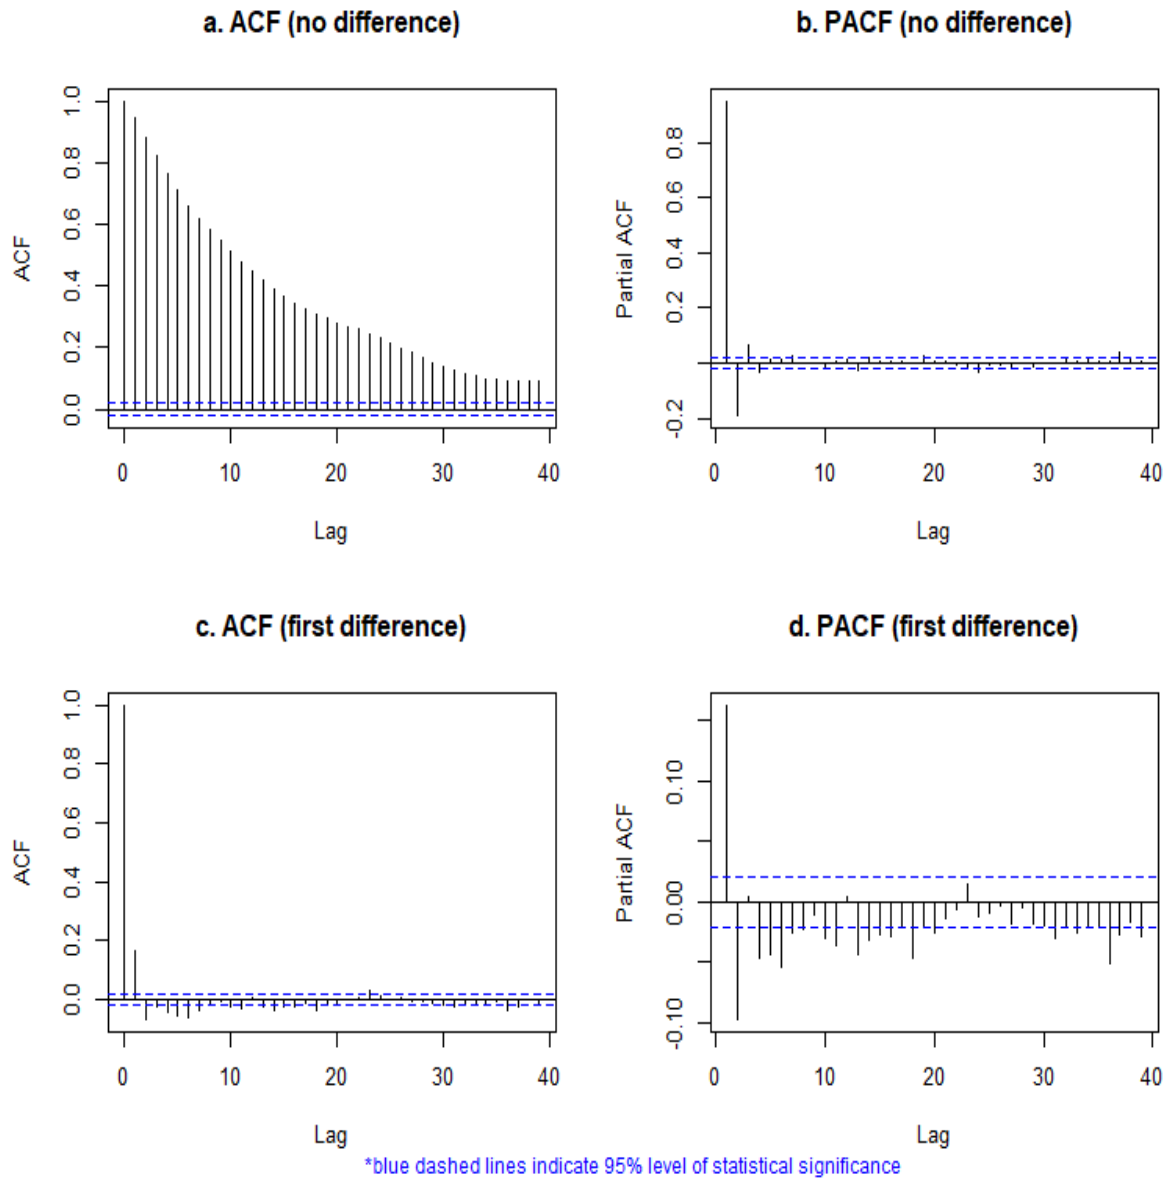 a. ACF (no difference)
ACF
0.0 0.2 0.4 0.6 0.8 1.0
0 10 20 30 40
Lag
b. PACF (no difference)
Partial ACF
-0.2 0.0 0.2 0.4 0.6 0.8
0 10 20 30 40
Lag
c. ACF (first difference)
ACF
0.0 0.2 0.4 0.6 0.8 1.0
0 10 20 30 40
Lag
d. PACF (first difference)
Partial ACF
-0.10 0.00 0.10
0 10 20 30 40
Lag
*blue dashed lines indicate 95% level of statistical significance